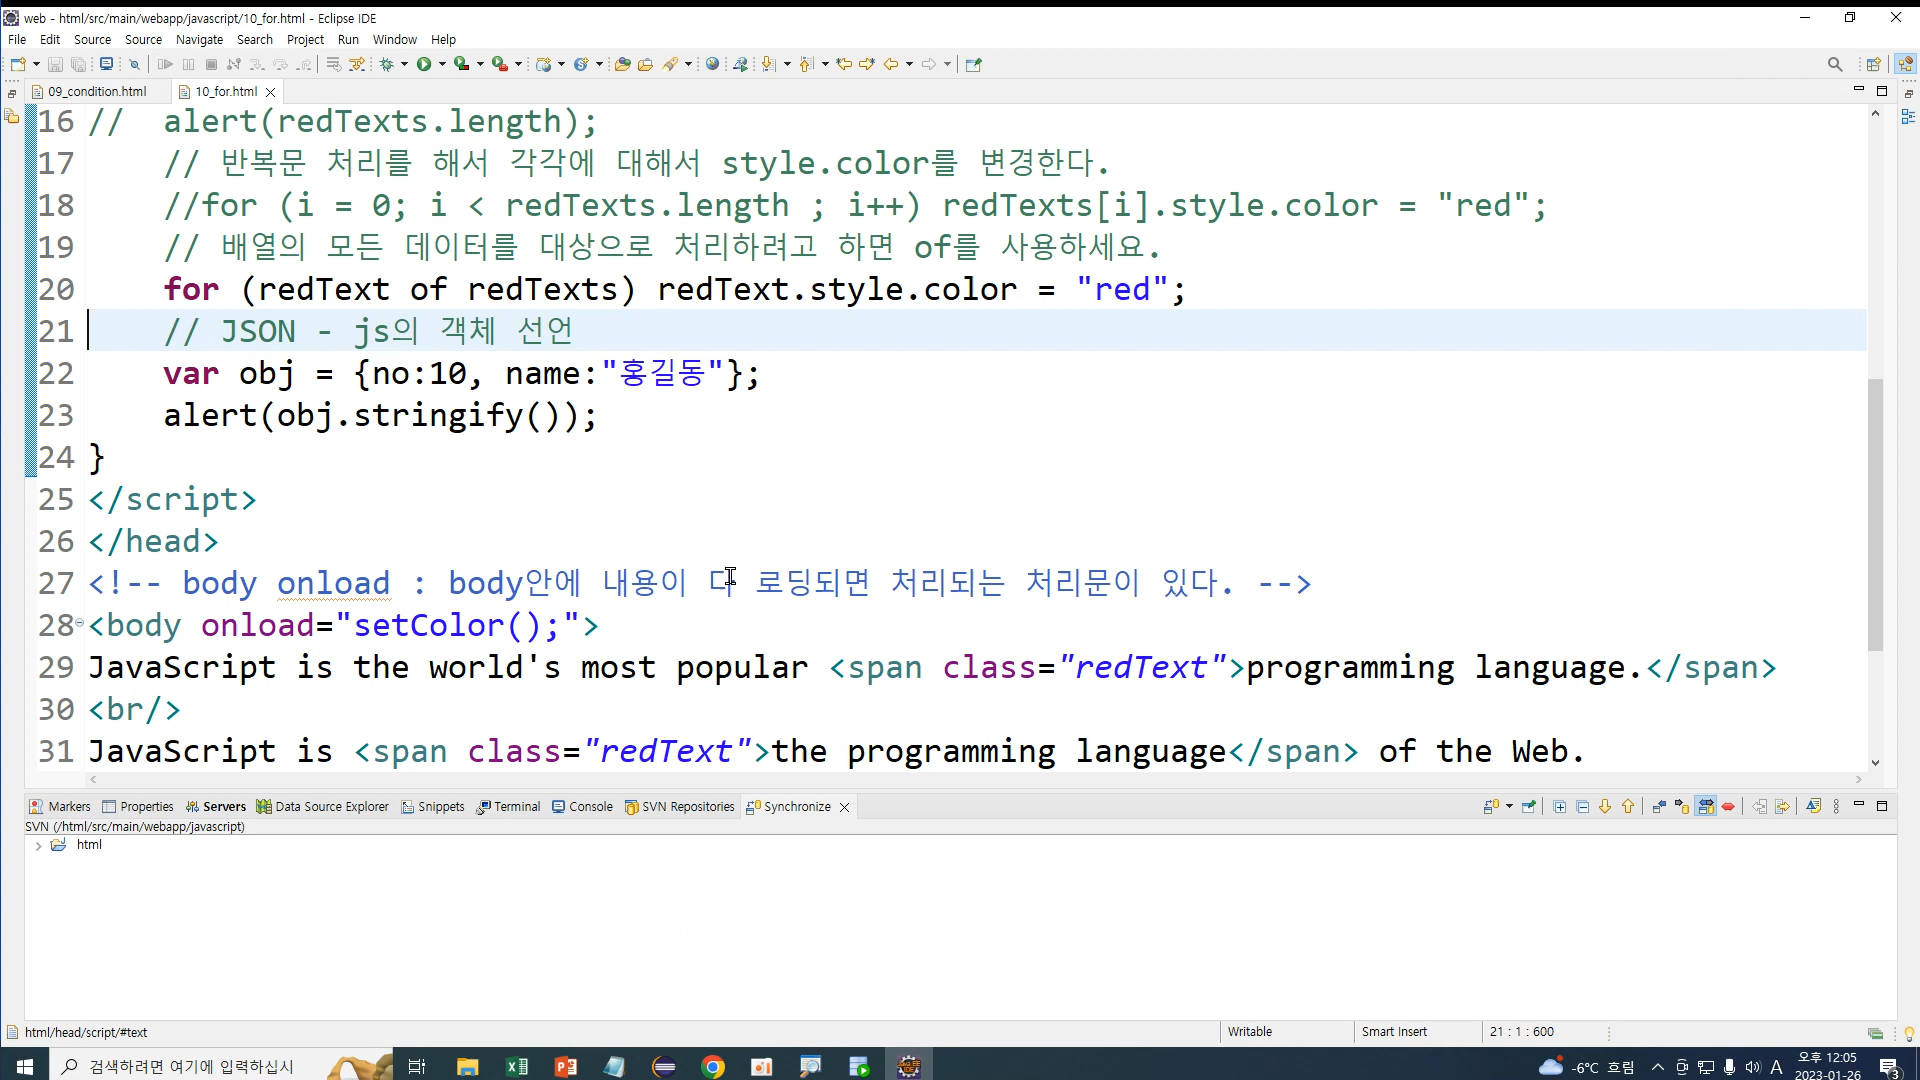 web - html/src/main/webapp/javascript/10_for.html - Eclipse IDE
File Edit Source Source Navigate Search Project Run Window Help
09_condition.html 10_for.html
16 //  alert(redTexts.length);
17 // 반복문 처리를 해서 각각에 대해서 style.color를 변경한다.
18 //for (i = 0; i < redTexts.length ; i++) redTexts[i].style.color = "red";
19 // 배열의 모든 데이터를 대상으로 처리하려고 하면 of를 사용하세요.
20 for (redText of redTexts) redText.style.color = "red";
21 // JSON - js의 객체 선언
22 var obj = {no:10, name:"홍길동"};
23 alert(obj.stringify());
24 }
25 </script>
26 </head>
27 <!-- body onload : body안에 내용이 다 로딩되면 처리되는 처리문이 있다. -->
28 <body onload="setColor();">
29 JavaScript is the world's most popular <span class="redText">programming language.</span>
30 <br/>
31 JavaScript is <span class="redText">the programming language</span> of the Web.
Markers Properties Servers Data Source Explorer Snippets Terminal Console SVN Repositories Synchronize
SVN (/html/src/main/webapp/javascript)
html
html/head/script/#text Writable Smart Insert 21 : 1 : 600
검색하려면 여기에 입력하십시 -6°C 흐림 A 오후 12:05
2023-01-26 3